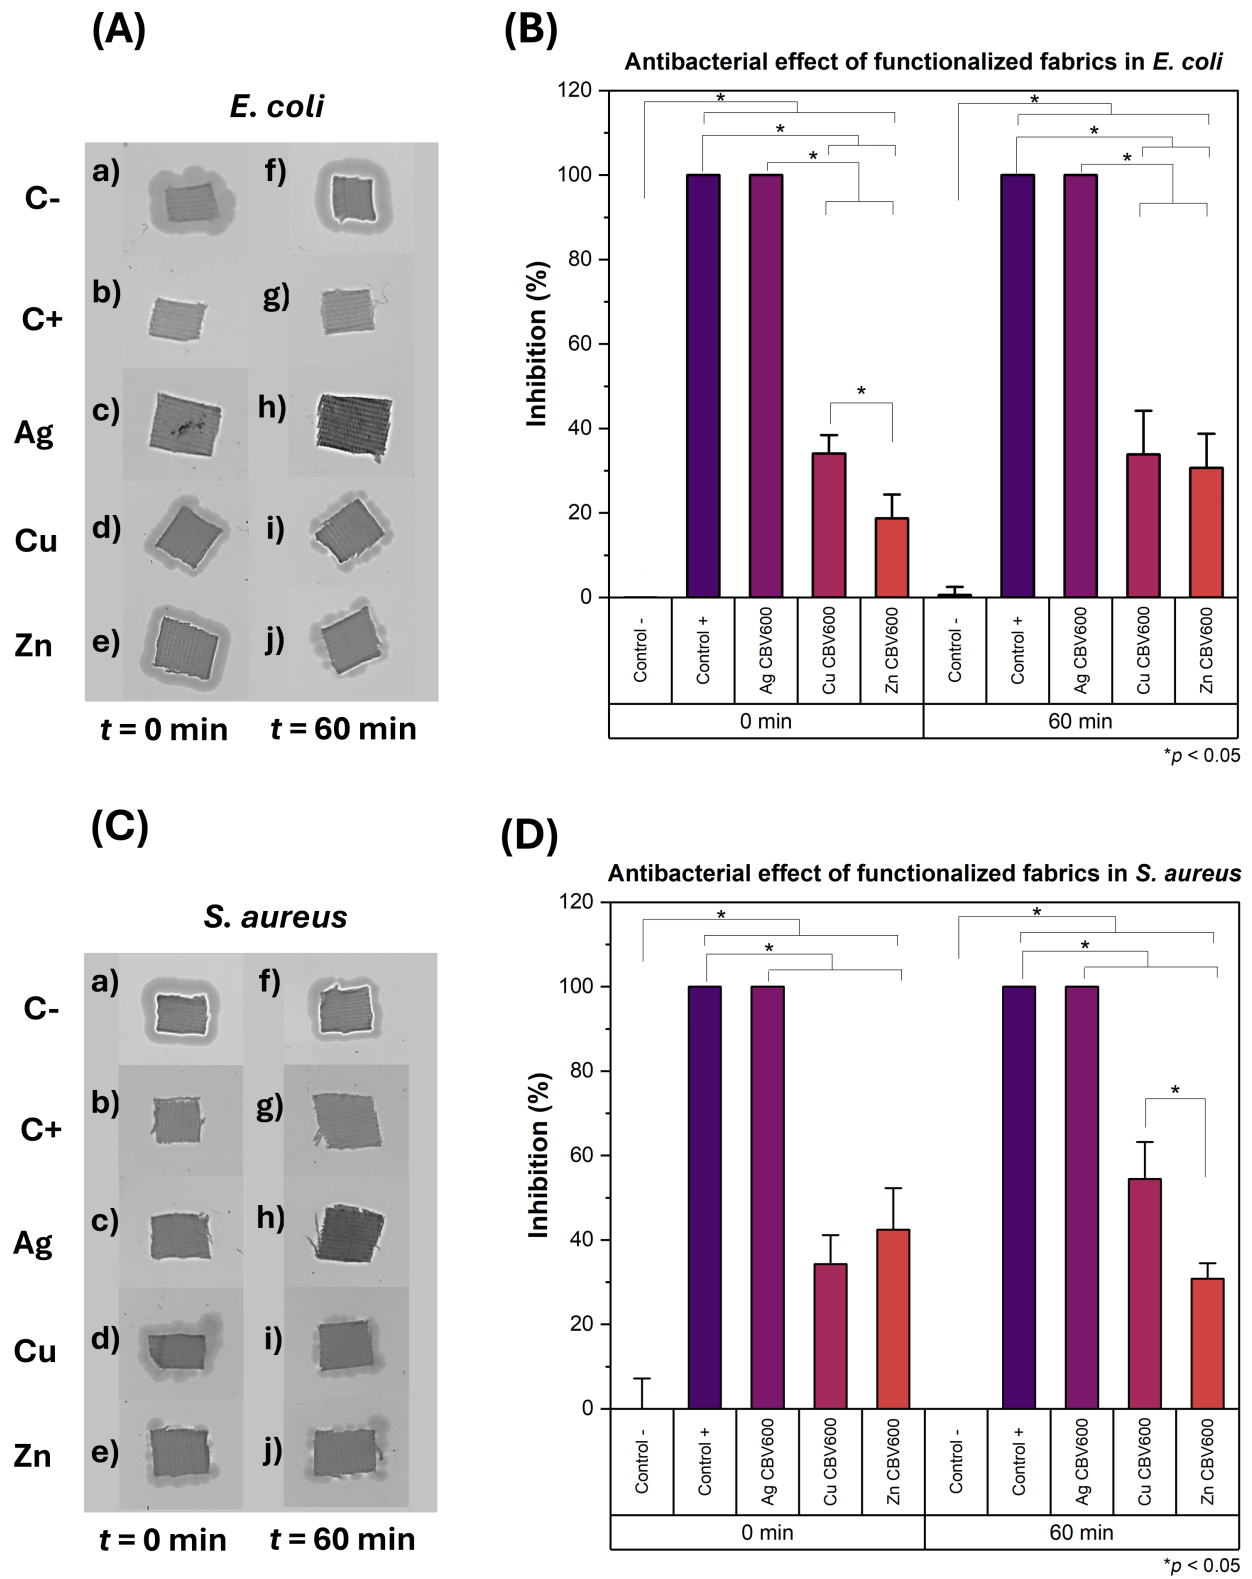 (A)
E. coli
C-
C+
Ag
Cu
Zn
a)
f)
b)
g)
c)
h)
d)
i)
e)
j)
t = 0 min
t = 60 min
(B)
Antibacterial effect of functionalized fabrics in E. coli
Inhibition (%)
120
100
80
60
40
20
0
*
*
*
*
*
*
*
Control -
Control +
Ag CBV600
Cu CBV600
Zn CBV600
Control -
Control +
Ag CBV600
Cu CBV600
Zn CBV600
0 min
60 min
*p < 0.05
(C)
S. aureus
C-
C+
Ag
Cu
Zn
a)
f)
b)
g)
c)
h)
d)
i)
e)
j)
t = 0 min
t = 60 min
(D)
Antibacterial effect of functionalized fabrics in S. aureus
Inhibition (%)
120
100
80
60
40
20
0
*
*
*
*
*
Control -
Control +
Ag CBV600
Cu CBV600
Zn CBV600
Control -
Control +
Ag CBV600
Cu CBV600
Zn CBV600
0 min
60 min
*p < 0.05